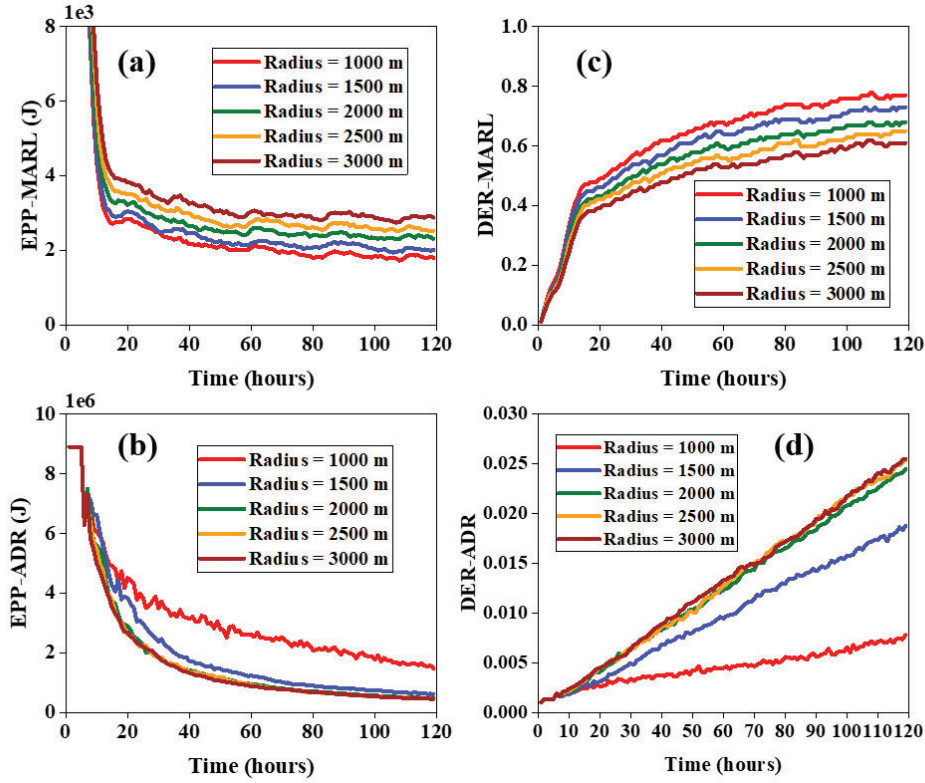 1e3
8
6
4
2
0
EPP-MARL (J)
(a)
Radius = 1000 m
Radius = 1500 m
Radius = 2000 m
Radius = 2500 m
Radius = 3000 m
0 20 40 60 80 100 120
Time (hours)
1.0
0.8
0.6
0.4
0.2
0.0
DER-MARL
(c)
Radius = 1000 m
Radius = 1500 m
Radius = 2000 m
Radius = 2500 m
Radius = 3000 m
0 20 40 60 80 100 120
Time (hours)
1e6
10
8
6
4
2
0
EPP-ADR (J)
(b)
Radius = 1000 m
Radius = 1500 m
Radius = 2000 m
Radius = 2500 m
Radius = 3000 m
0 20 40 60 80 100 120
Time (hours)
0.030
0.025
0.020
0.015
0.010
0.005
0.000
DER-ADR
(d)
Radius = 1000 m
Radius = 1500 m
Radius = 2000 m
Radius = 2500 m
Radius = 3000 m
0 10 20 30 40 50 60 70 80 90 100 110 120
Time (hours)